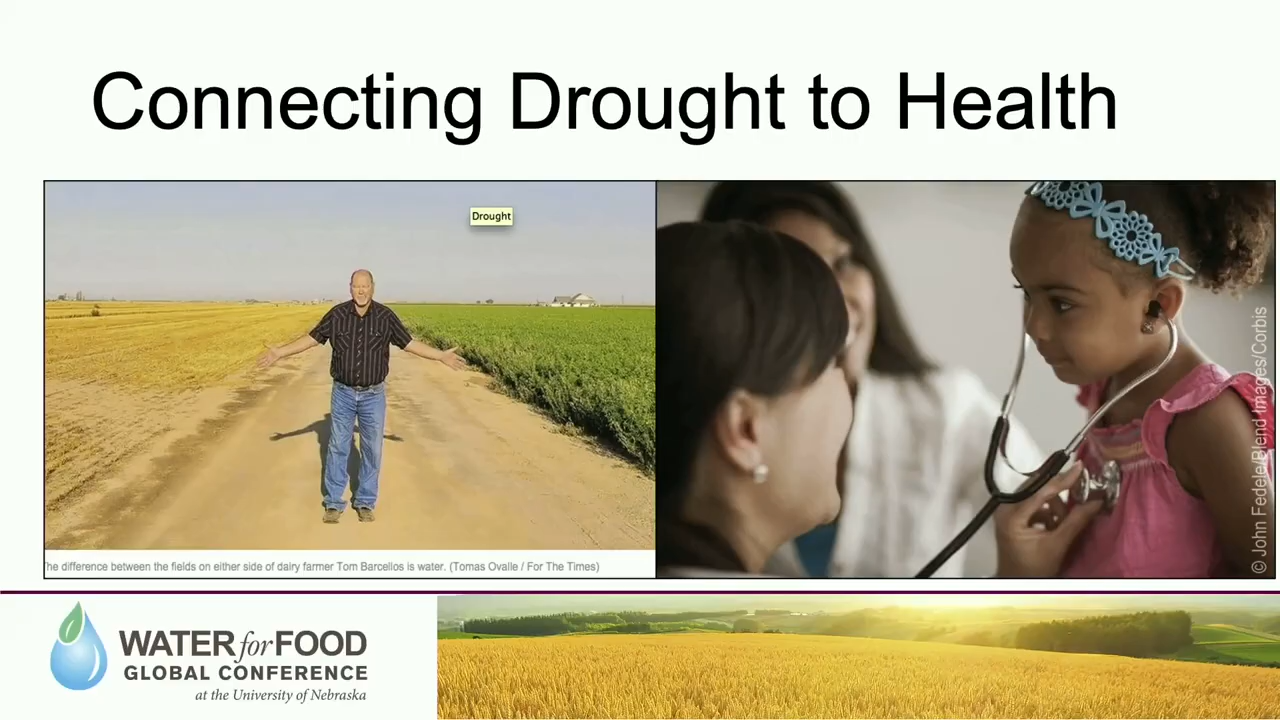 Connecting Drought to Health
Drought
The difference between the fields on either side of dairy farmer Tom Barcellos is water. (Tomas Ovalle / For The Times)
© John Fedele/Blend Images/Corbis
WATER for FOOD
GLOBAL CONFERENCE
at the University of Nebraska